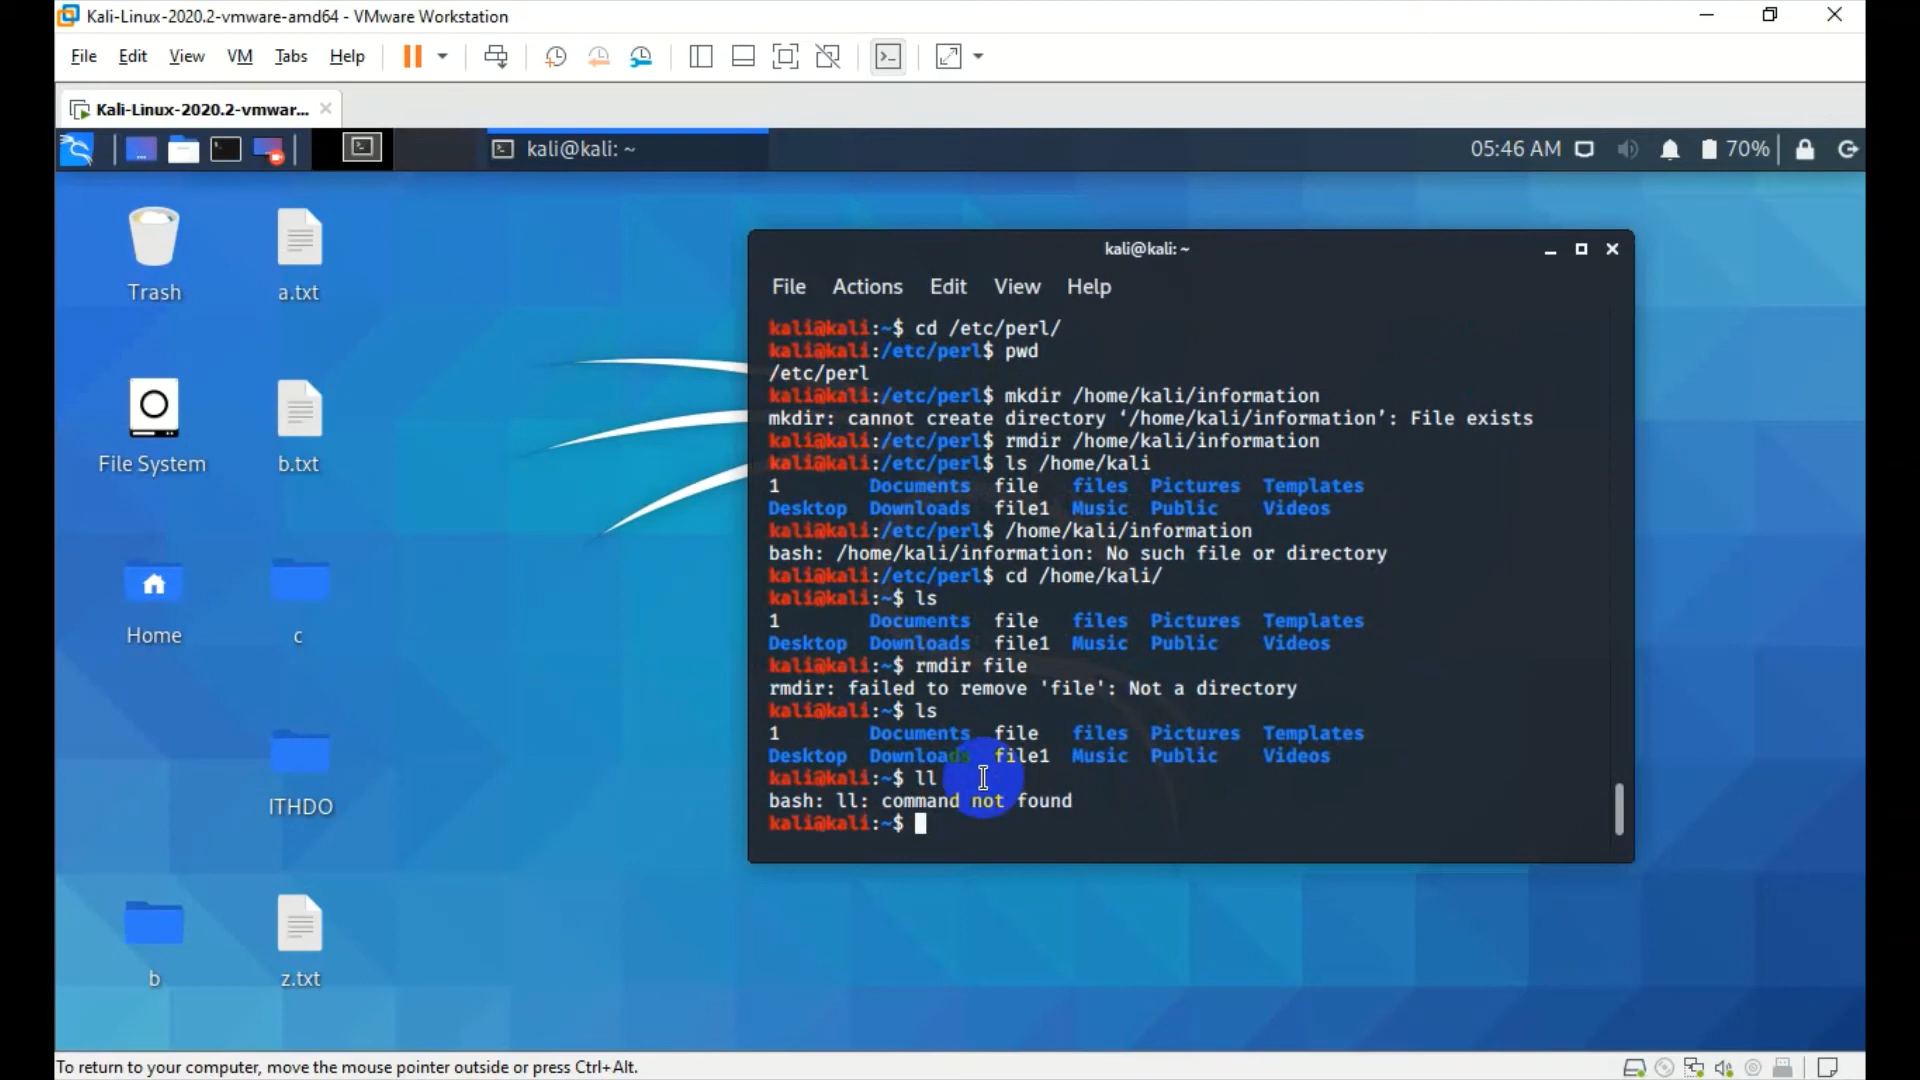 Kali-Linux-2020.2-vmware-amd64 - VMware Workstation
File Edit View VM Tabs Help
Kali-Linux-2020.2-vmwar...
kali@kali: ~
05:46 AM 70%
Trash
a.txt
File System
b.txt
Home
c
ITHDO
b
z.txt
kali@kali: ~
File Actions Edit View Help
kali@kali:~$ cd /etc/perl/
kali@kali:/etc/perl$ pwd
/etc/perl
kali@kali:/etc/perl$ mkdir /home/kali/information
mkdir: cannot create directory ‘/home/kali/information’: File exists
kali@kali:/etc/perl$ rmdir /home/kali/information
kali@kali:/etc/perl$ ls /home/kali
1 Documents file files Pictures Templates
Desktop Downloads file1 Music Public Videos
kali@kali:/etc/perl$ /home/kali/information
bash: /home/kali/information: No such file or directory
kali@kali:/etc/perl$ cd /home/kali/
kali@kali:~$ ls
1 Documents file files Pictures Templates
Desktop Downloads file1 Music Public Videos
kali@kali:~$ rmdir file
rmdir: failed to remove 'file': Not a directory
kali@kali:~$ ls
1 Documents file files Pictures Templates
Desktop Downloads file1 Music Public Videos
kali@kali:~$ ll
bash: ll: command not found
kali@kali:~$
To return to your computer, move the mouse pointer outside or press Ctrl+Alt.